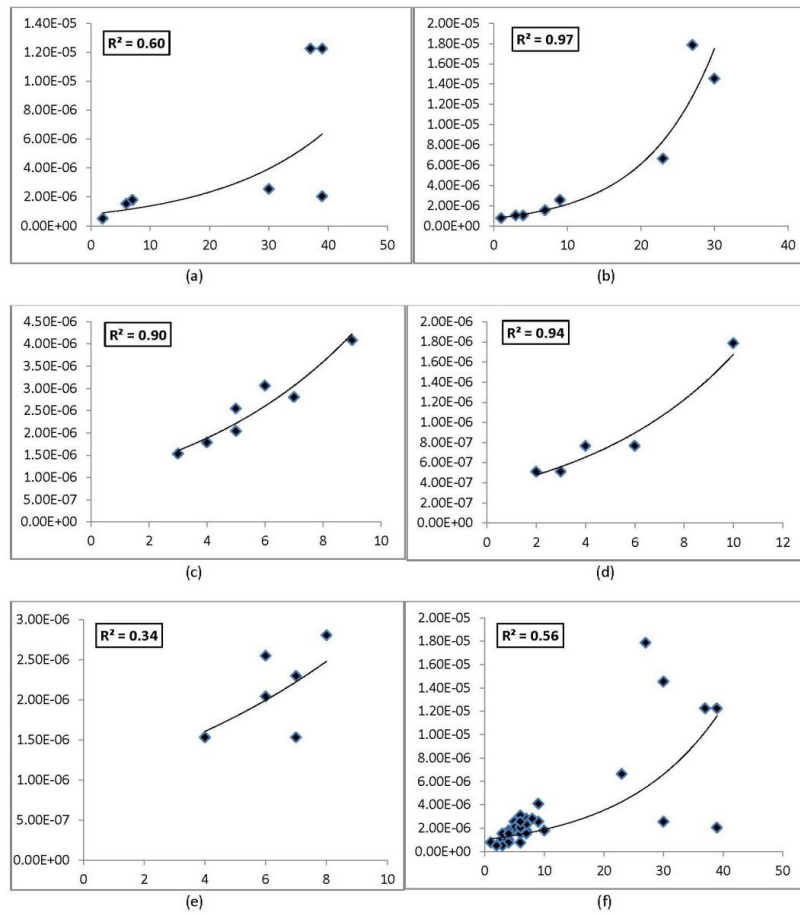 1.40E-05
1.20E-05
1.00E-05
8.00E-06
6.00E-06
4.00E-06
2.00E-06
0.00E+00
R² = 0.60
0 10 20 30 40 50
(a)
2.00E-05
1.80E-05
1.60E-05
1.40E-05
1.20E-05
1.00E-05
8.00E-06
6.00E-06
4.00E-06
2.00E-06
0.00E+00
R² = 0.97
0 10 20 30 40
(b)
4.50E-06
4.00E-06
3.50E-06
3.00E-06
2.50E-06
2.00E-06
1.50E-06
1.00E-06
5.00E-07
0.00E+00
R² = 0.90
0 2 4 6 8 10
(c)
2.00E-06
1.80E-06
1.60E-06
1.40E-06
1.20E-06
1.00E-06
8.00E-07
6.00E-07
4.00E-07
2.00E-07
0.00E+00
R² = 0.94
0 2 4 6 8 10 12
(d)
3.00E-06
2.50E-06
2.00E-06
1.50E-06
1.00E-06
5.00E-07
0.00E+00
R² = 0.34
0 2 4 6 8 10
(e)
2.00E-05
1.80E-05
1.60E-05
1.40E-05
1.20E-05
1.00E-05
8.00E-06
6.00E-06
4.00E-06
2.00E-06
0.00E+00
R² = 0.56
0 10 20 30 40 50
(f)